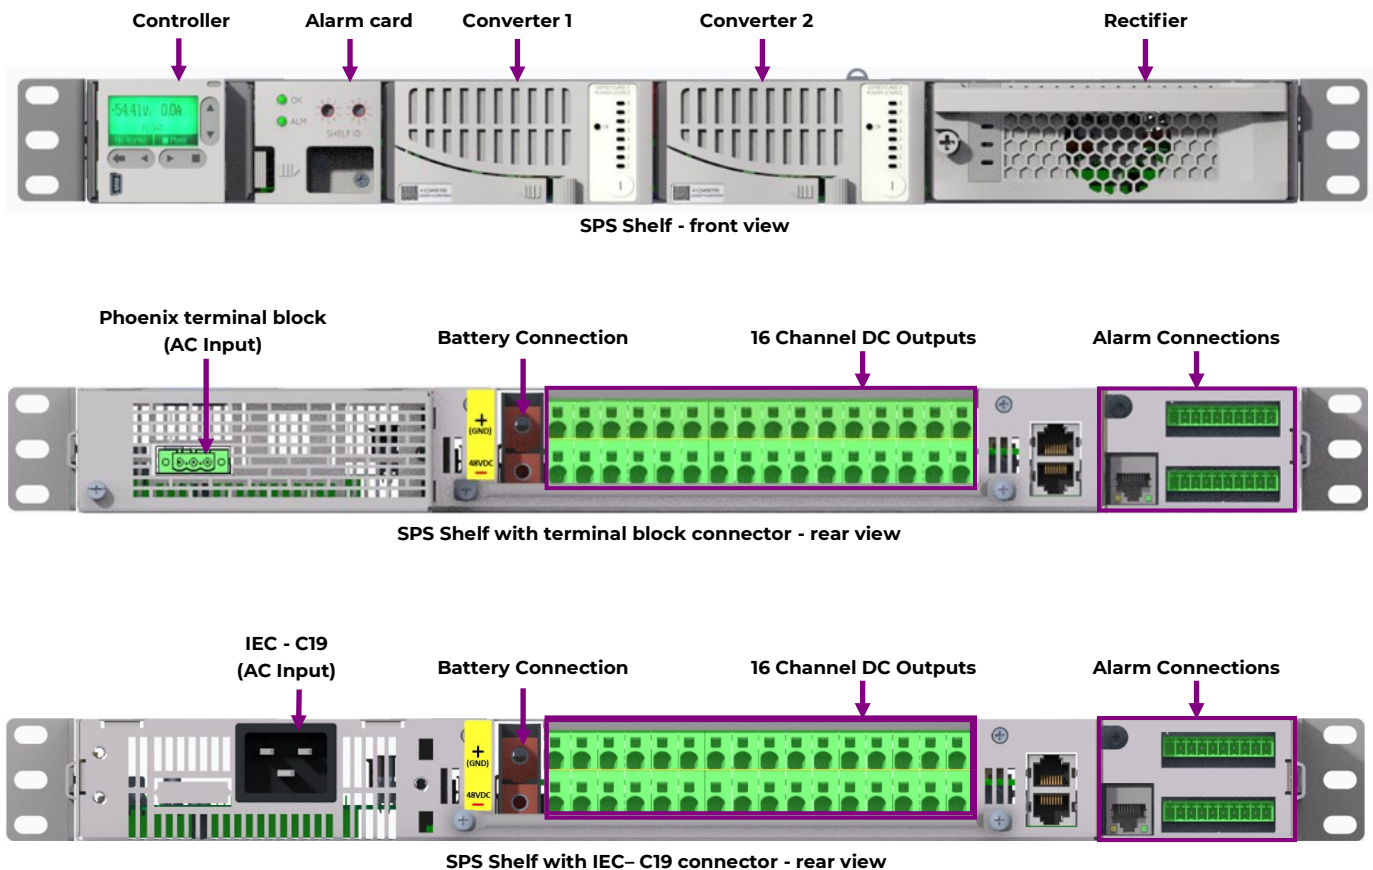 Controller
Alarm card
Converter 1
Converter 2
Rectifier
-54.41v. 0.0A
FLOAT
OK
ALM
SHELF ID
SPS Shelf - front view
Phoenix terminal block
(AC Input)
Battery Connection
16 Channel DC Outputs
Alarm Connections
+
(GND)
48VDC
-
SPS Shelf with terminal block connector - rear view
IEC - C19
(AC Input)
Battery Connection
16 Channel DC Outputs
Alarm Connections
+
(GND)
48VDC
-
SPS Shelf with IEC– C19 connector - rear view